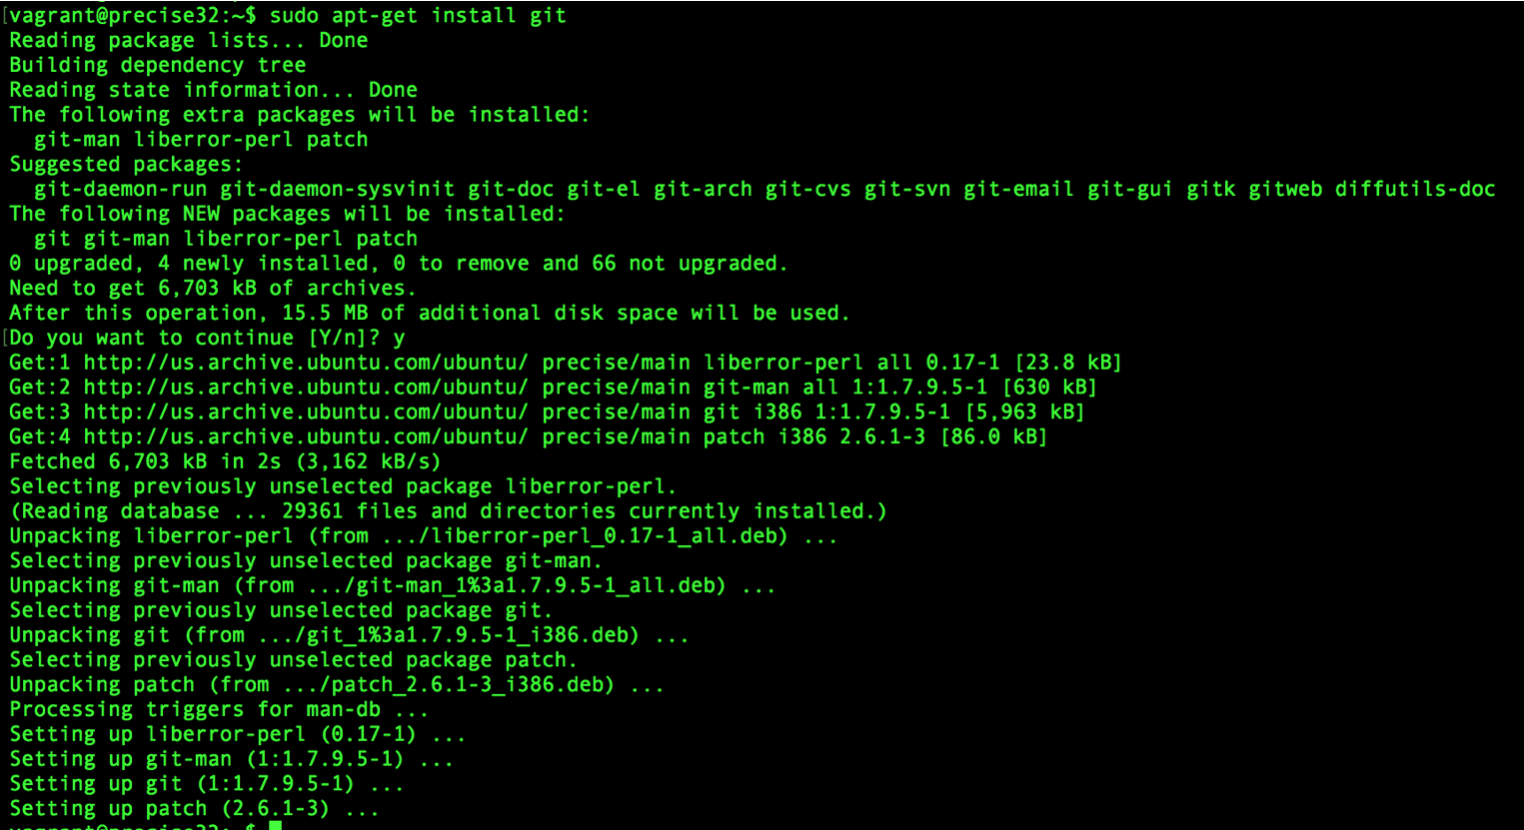 [vagrant@precise32:~$ sudo apt-get install git
Reading package lists... Done
Building dependency tree
Reading state information... Done
The following extra packages will be installed:
  git-man liberror-perl patch
Suggested packages:
  git-daemon-run git-daemon-sysvinit git-doc git-el git-arch git-cvs git-svn git-email git-gui gitk gitweb diffutils-doc
The following NEW packages will be installed:
  git git-man liberror-perl patch
0 upgraded, 4 newly installed, 0 to remove and 66 not upgraded.
Need to get 6,703 kB of archives.
After this operation, 15.5 MB of additional disk space will be used.
[Do you want to continue [Y/n]? y
Get:1 http://us.archive.ubuntu.com/ubuntu/ precise/main liberror-perl all 0.17-1 [23.8 kB]
Get:2 http://us.archive.ubuntu.com/ubuntu/ precise/main git-man all 1:1.7.9.5-1 [630 kB]
Get:3 http://us.archive.ubuntu.com/ubuntu/ precise/main git i386 1:1.7.9.5-1 [5,963 kB]
Get:4 http://us.archive.ubuntu.com/ubuntu/ precise/main patch i386 2.6.1-3 [86.0 kB]
Fetched 6,703 kB in 2s (3,162 kB/s)
Selecting previously unselected package liberror-perl.
(Reading database ... 29361 files and directories currently installed.)
Unpacking liberror-perl (from .../liberror-perl_0.17-1_all.deb) ...
Selecting previously unselected package git-man.
Unpacking git-man (from .../git-man_1%3a1.7.9.5-1_all.deb) ...
Selecting previously unselected package git.
Unpacking git (from .../git_1%3a1.7.9.5-1_i386.deb) ...
Selecting previously unselected package patch.
Unpacking patch (from .../patch_2.6.1-3_i386.deb) ...
Processing triggers for man-db ...
Setting up liberror-perl (0.17-1) ...
Setting up git-man (1:1.7.9.5-1) ...
Setting up git (1:1.7.9.5-1) ...
Setting up patch (2.6.1-3) ...
vagrant@precise32:~$